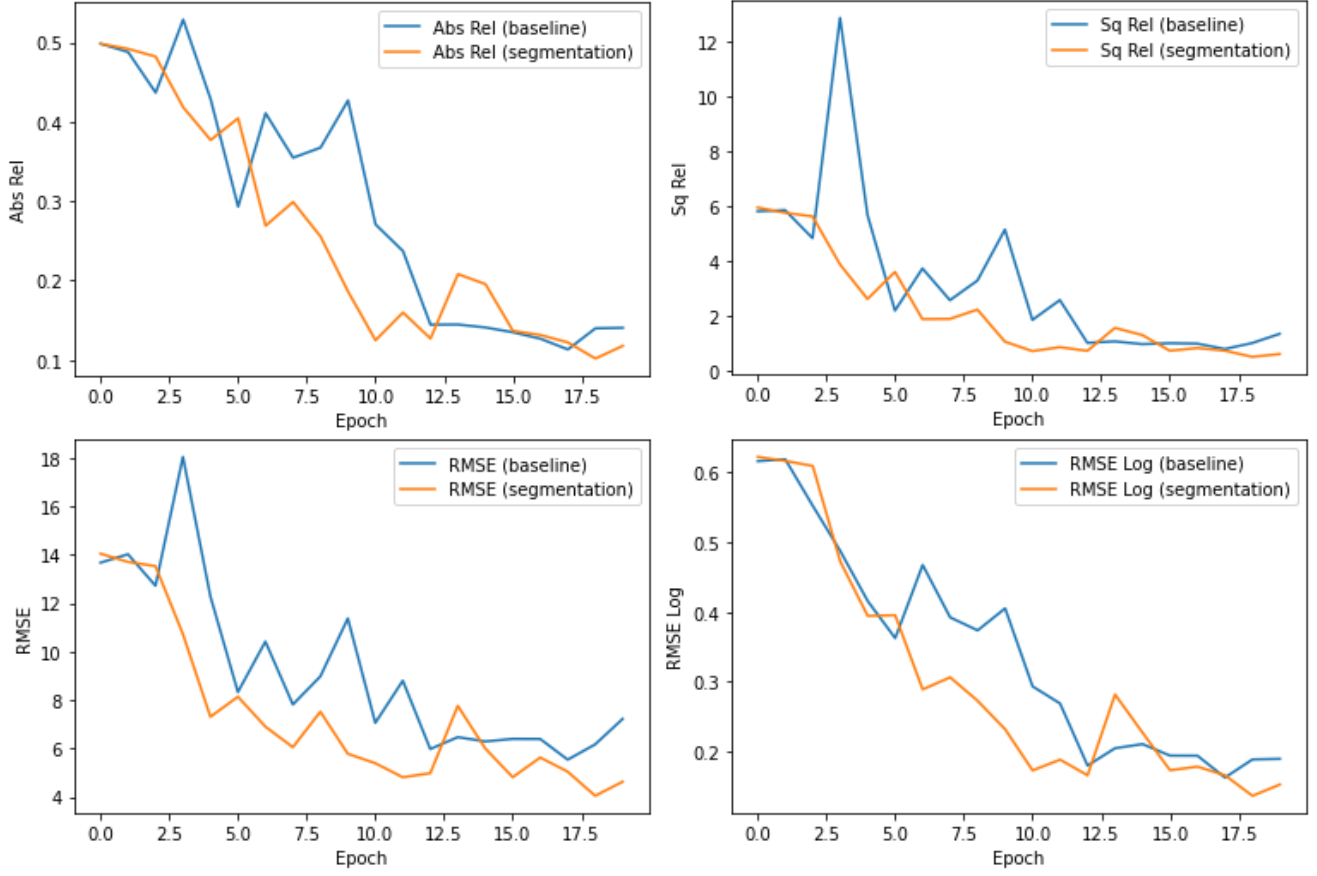 Abs Rel (baseline)
Abs Rel (segmentation)
0.5
0.4
0.3
0.2
0.1
Abs Rel
0.0 2.5 5.0 7.5 10.0 12.5 15.0 17.5
Epoch
Sq Rel (baseline)
Sq Rel (segmentation)
12
10
8
6
4
2
0
Sq Rel
0.0 2.5 5.0 7.5 10.0 12.5 15.0 17.5
Epoch
RMSE (baseline)
RMSE (segmentation)
18
16
14
12
10
8
6
4
RMSE
0.0 2.5 5.0 7.5 10.0 12.5 15.0 17.5
Epoch
RMSE Log (baseline)
RMSE Log (segmentation)
0.6
0.5
0.4
0.3
0.2
RMSE Log
0.0 2.5 5.0 7.5 10.0 12.5 15.0 17.5
Epoch